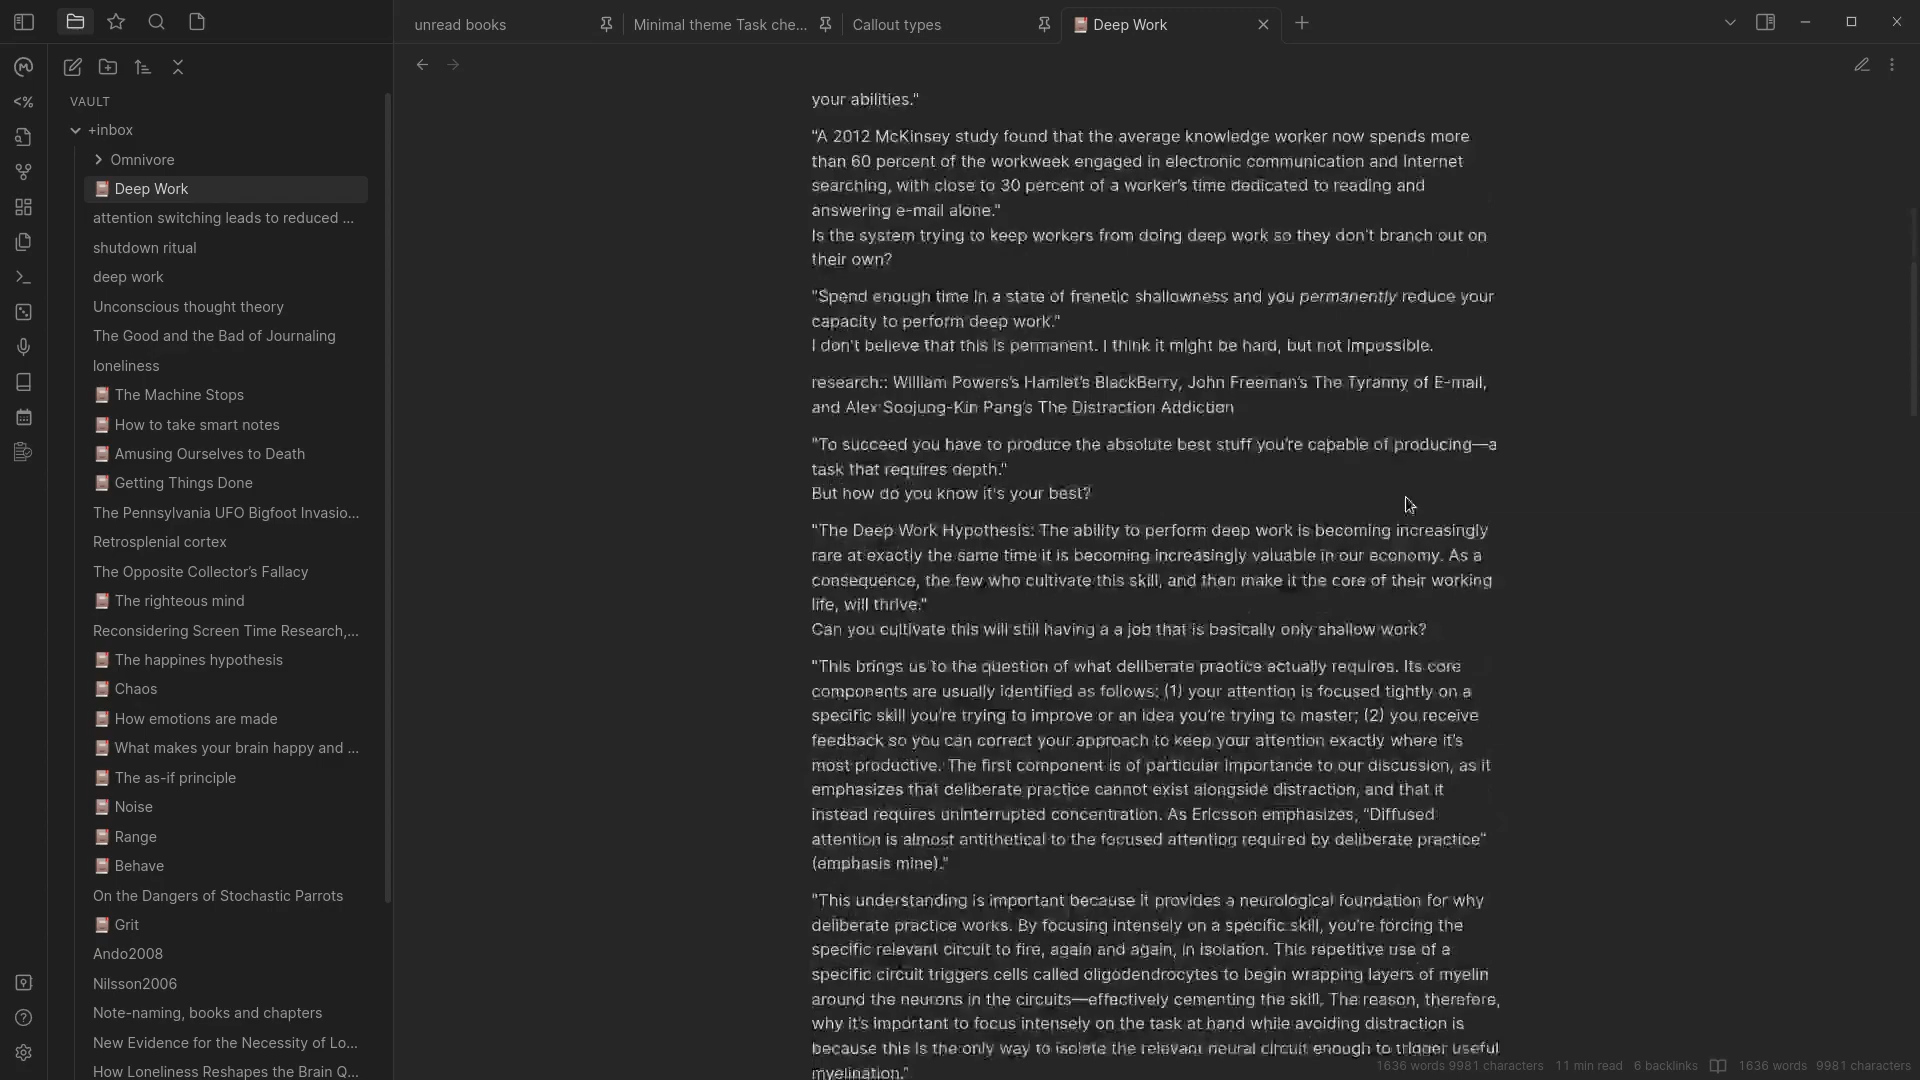 unread books
Minimal theme Task che...
Callout types
Deep Work
VAULT
+inbox
Omnivore
Deep Work
attention switching leads to reduced ...
shutdown ritual
deep work
Unconscious thought theory
The Good and the Bad of Journaling
loneliness
The Machine Stops
How to take smart notes
Amusing Ourselves to Death
Getting Things Done
The Pennsylvania UFO Bigfoot Invasio...
Retrosplenial cortex
The Opposite Collector's Fallacy
The righteous mind
Reconsidering Screen Time Research,...
The happines hypothesis
Chaos
How emotions are made
What makes your brain happy and ...
The as-if principle
Noise
Range
Behave
On the Dangers of Stochastic Parrots
Grit
Ando2008
Nilsson2006
Note-naming, books and chapters
New Evidence for the Necessity of Lo...
How Loneliness Reshapes the Brain Q...
your abilities."
"A 2012 McKinsey study found that the average knowledge worker now spends more
than 60 percent of the workweek engaged in electronic communication and Internet
searching, with close to 30 percent of a worker's time dedicated to reading and
answering e-mail alone."
Is the system trying to keep workers from doing deep work so they don't branch out on
their own?
"Spend enough time in a state of frenetic shallowness and you permanently reduce your
capacity to perform deep work."
I don't believe that this is permanent. I think it might be hard, but not impossible.
research:: William Powers's Hamlet's BlackBerry, John Freeman's The Tyranny of E-mail,
and Alex Soojung-Kin Pang's The Distraction Addiction
"To succeed you have to produce the absolute best stuff you're capable of producing—a
task that requires depth."
But how do you know it's your best?
"The Deep Work Hypothesis: The ability to perform deep work is becoming increasingly
rare at exactly the same time it is becoming increasingly valuable in our economy. As a
consequence, the few who cultivate this skill, and then make it the core of their working
life, will thrive."
Can you cultivate this will still having a a job that is basically only shallow work?
"This brings us to the question of what deliberate practice actually requires. Its core
components are usually identified as follows: (1) your attention is focused tightly on a
specific skill you're trying to improve or an idea you're trying to master; (2) you receive
feedback so you can correct your approach to keep your attention exactly where it's
most productive. The first component is of particular importance to our discussion, as it
emphasizes that deliberate practice cannot exist alongside distraction, and that it
instead requires uninterrupted concentration. As Ericsson emphasizes, "Diffused
attention is almost antithetical to the focused attention required by deliberate practice"
(emphasis mine)."
"This understanding is important because it provides a neurological foundation for why
deliberate practice works. By focusing intensely on a specific skill, you're forcing the
specific relevant circuit to fire, again and again, in isolation. This repetitive use of a
specific circuit triggers cells called oligodendrocytes to begin wrapping layers of myelin
around the neurons in the circuits—effectively cementing the skill. The reason, therefore,
why it's important to focus intensely on the task at hand while avoiding distraction is
because this is the only way to isolate the relevant neural circuit enough to trigger useful
myelination."
1636 words 9981 characters 11 min read 6 backlinks 1636 words 9981 characters